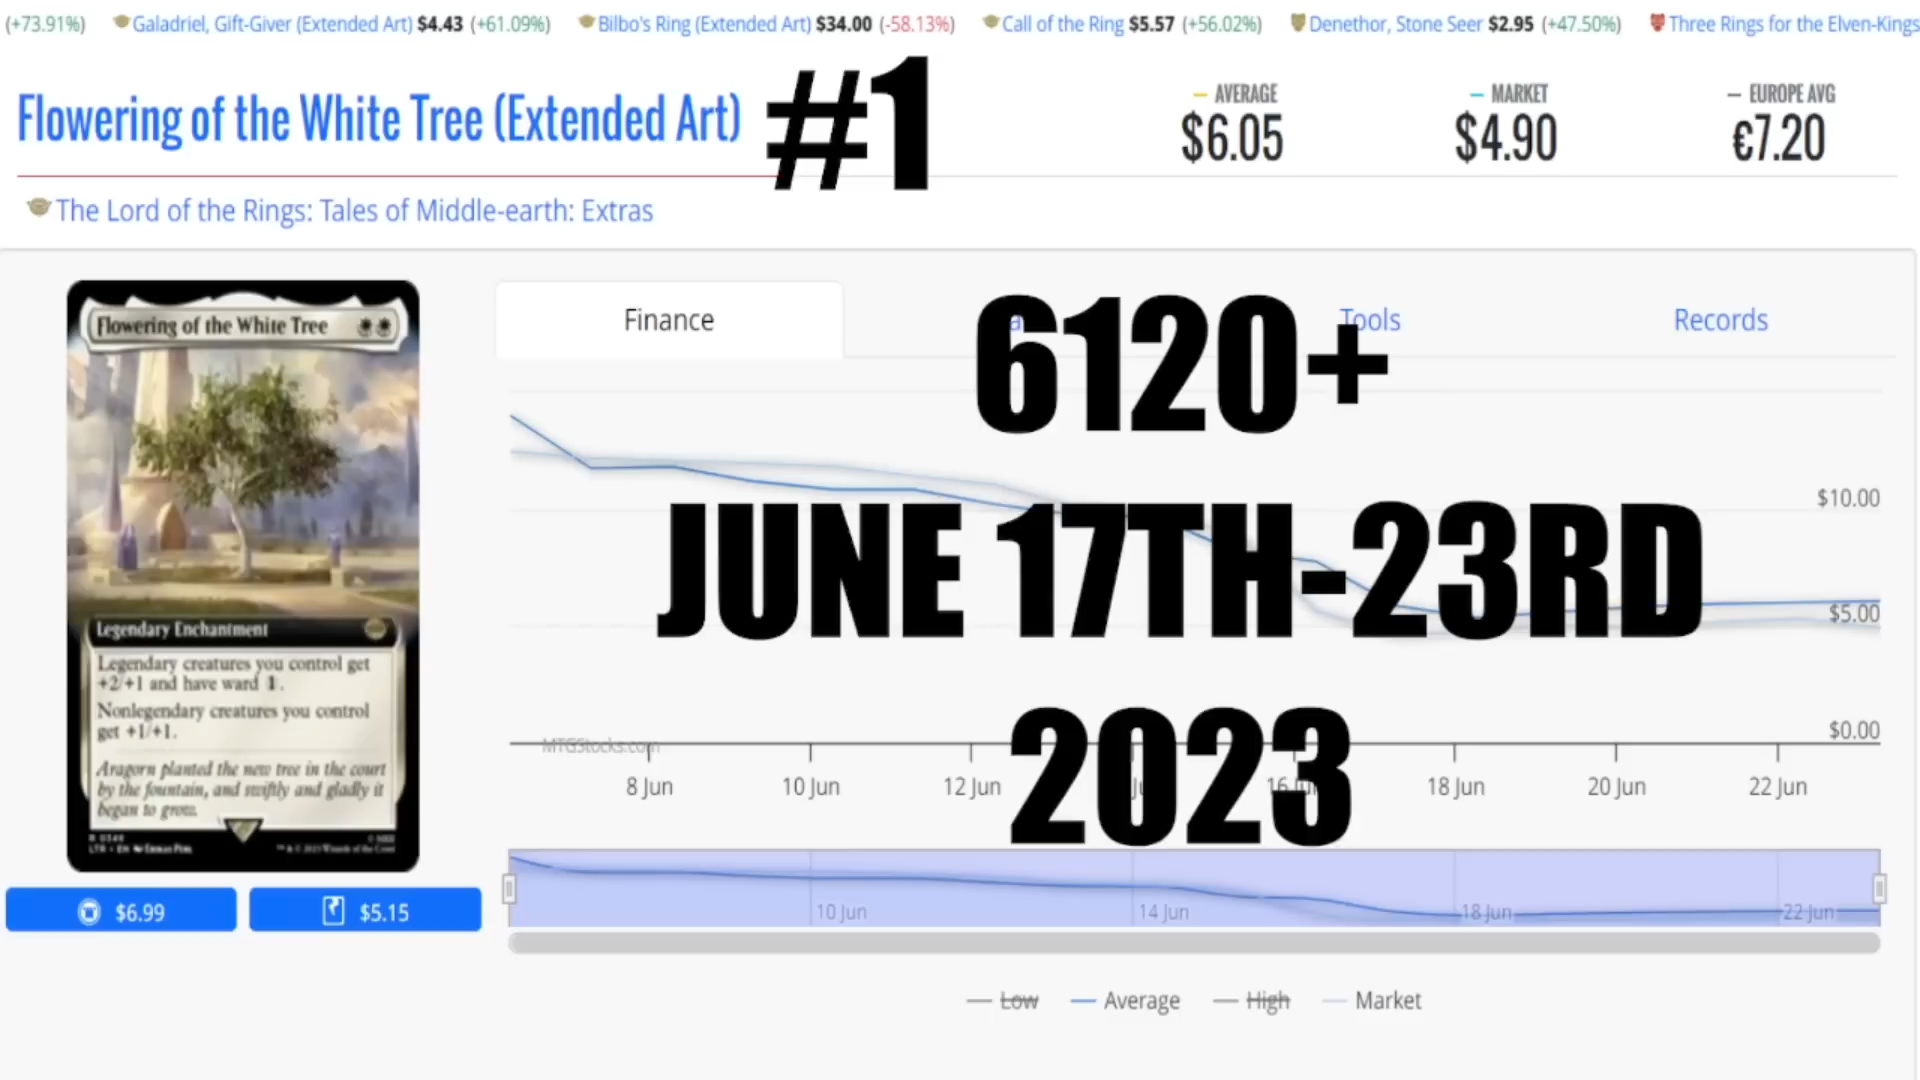 (+73.91%) Galadriel, Gift-Giver (Extended Art) $4.43 (+61.09%) Bilbo's Ring (Extended Art) $34.00 (-58.13%) Call of the Ring $5.57 (+56.02%) Denethor, Stone Seer $2.95 (+47.50%) Three Rings for the Elven-Kings
Flowering of the White Tree (Extended Art) #1
AVERAGE MARKET EUROPE AVG
$6.05 $4.90 €7.20
The Lord of the Rings: Tales of Middle-earth: Extras
Flowering of the White Tree
Legendary Enchantment
Legendary creatures you control get
+2/+1 and have ward 1.
Nonlegendary creatures you control
get +1/+1.
Aragorn planted the new tree in the court
by the fountain, and swiftly and gladly it
began to grow.
$6.99 $5.15
Finance Tools Records
6120+
JUNE 17TH-23RD
2023
$10.00
$5.00
$0.00
MTGStocks.com
8 Jun 10 Jun 12 Jun 16 Jun 18 Jun 20 Jun 22 Jun
10 Jun 14 Jun 18 Jun 22 Jun
Low Average High Market